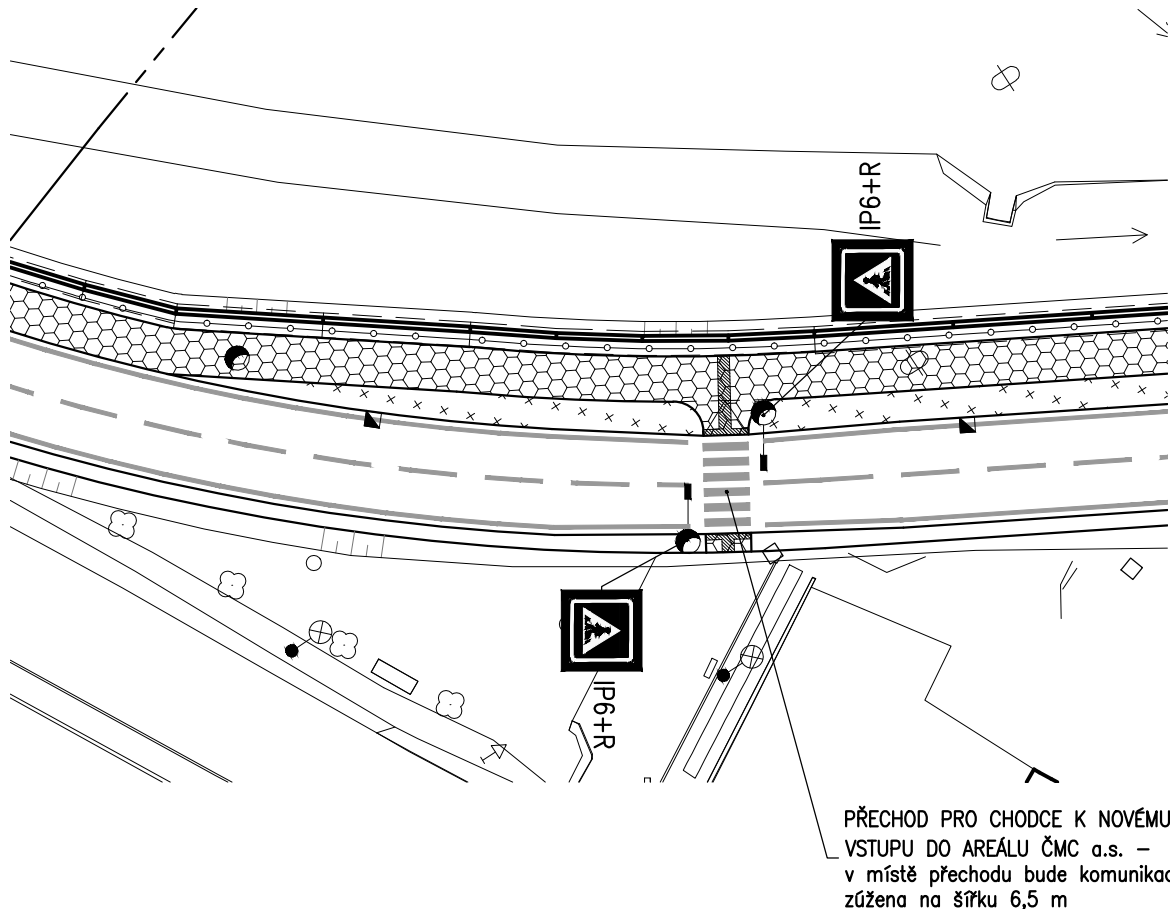 IP6+R
IP6+R
PŘECHOD PRO CHODCE K NOVÉMU
VSTUPU DO AREÁLU ČMC a.s. –
v místě přechodu bude komunikac
zúžena na šířku 6,5 m